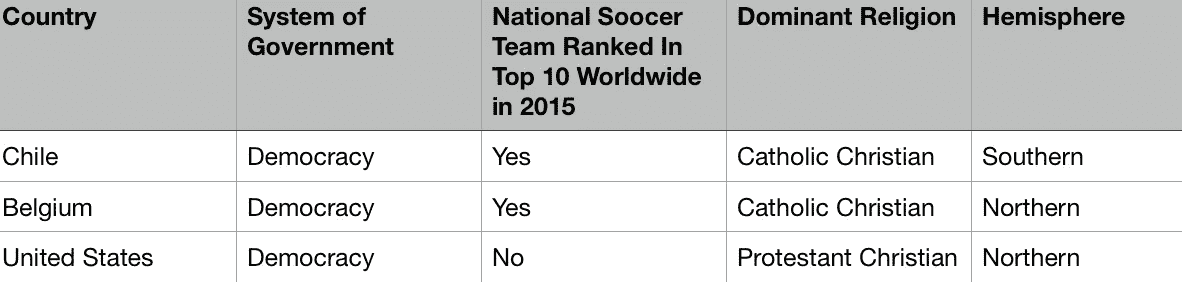 Country System of National Soocer Dominant Religion Hemisphere
Government Team Ranked In
Top 10 Worldwide
in 2015
Chile Democracy Yes Catholic Christian Southern
Belgium Democracy Yes Catholic Christian Northern
United States Democracy No Protestant Christian Northern